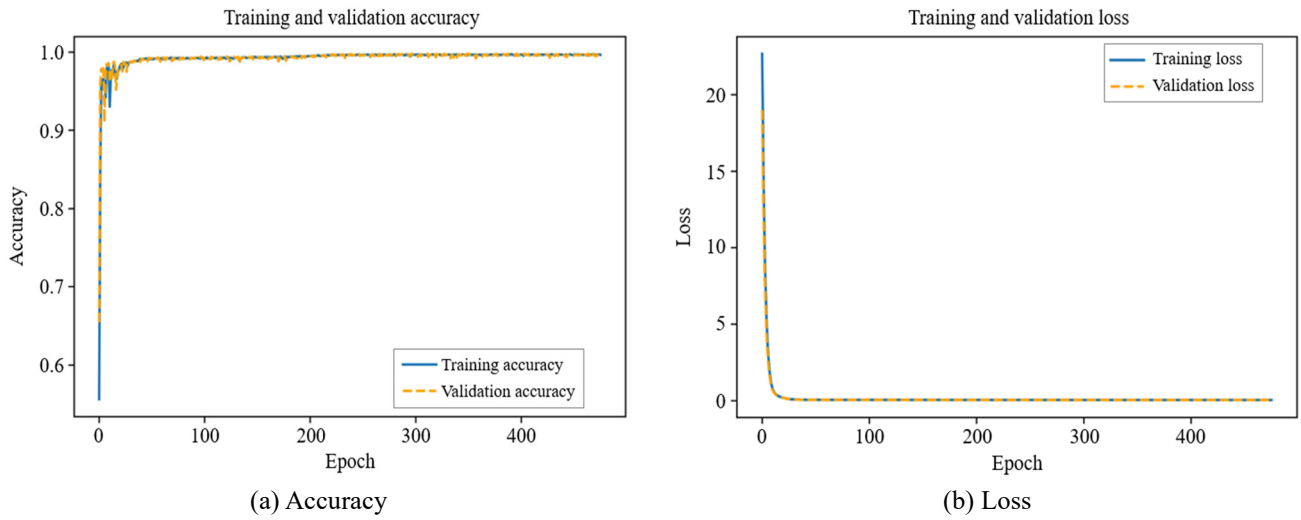 Training and validation accuracy
1.0
0.9
0.8
0.7
0.6
Accuracy
Training accuracy
Validation accuracy
0 100 200 300 400
Epoch
(a) Accuracy
Training and validation loss
20
15
10
5
0
Loss
Training loss
Validation loss
0 100 200 300 400
Epoch
(b) Loss